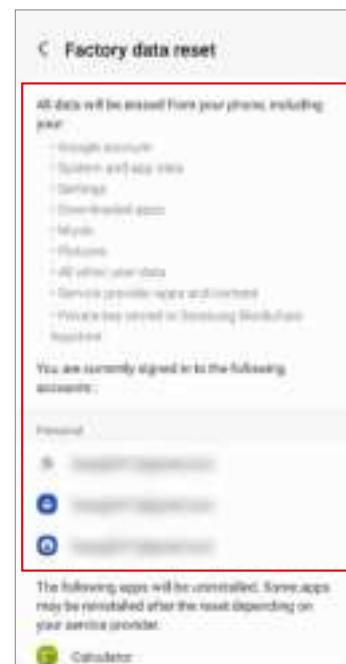 Factory data reset
All data will be erased from your phone, including
your:
• Google account
• System and app data
• Settings
• Downloaded apps
• Music
• Pictures
• All other user data
• Service provider apps and content
• Private key stored in Samsung Blockchain
Keystore
You are currently signed in to the following
accounts:
Personal
The following apps will be uninstalled. Some apps
may be reinstalled after the reset depending on
your service provider.
Calculator